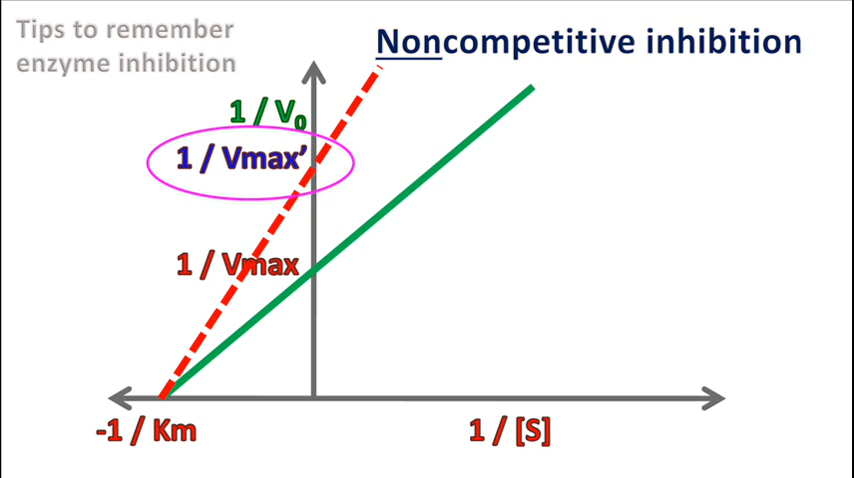 Tips to remember
enzyme inhibition
Noncompetitive inhibition
1 / V₀
1 / Vmax’
1 / Vmax
-1 / Km
1 / [S]